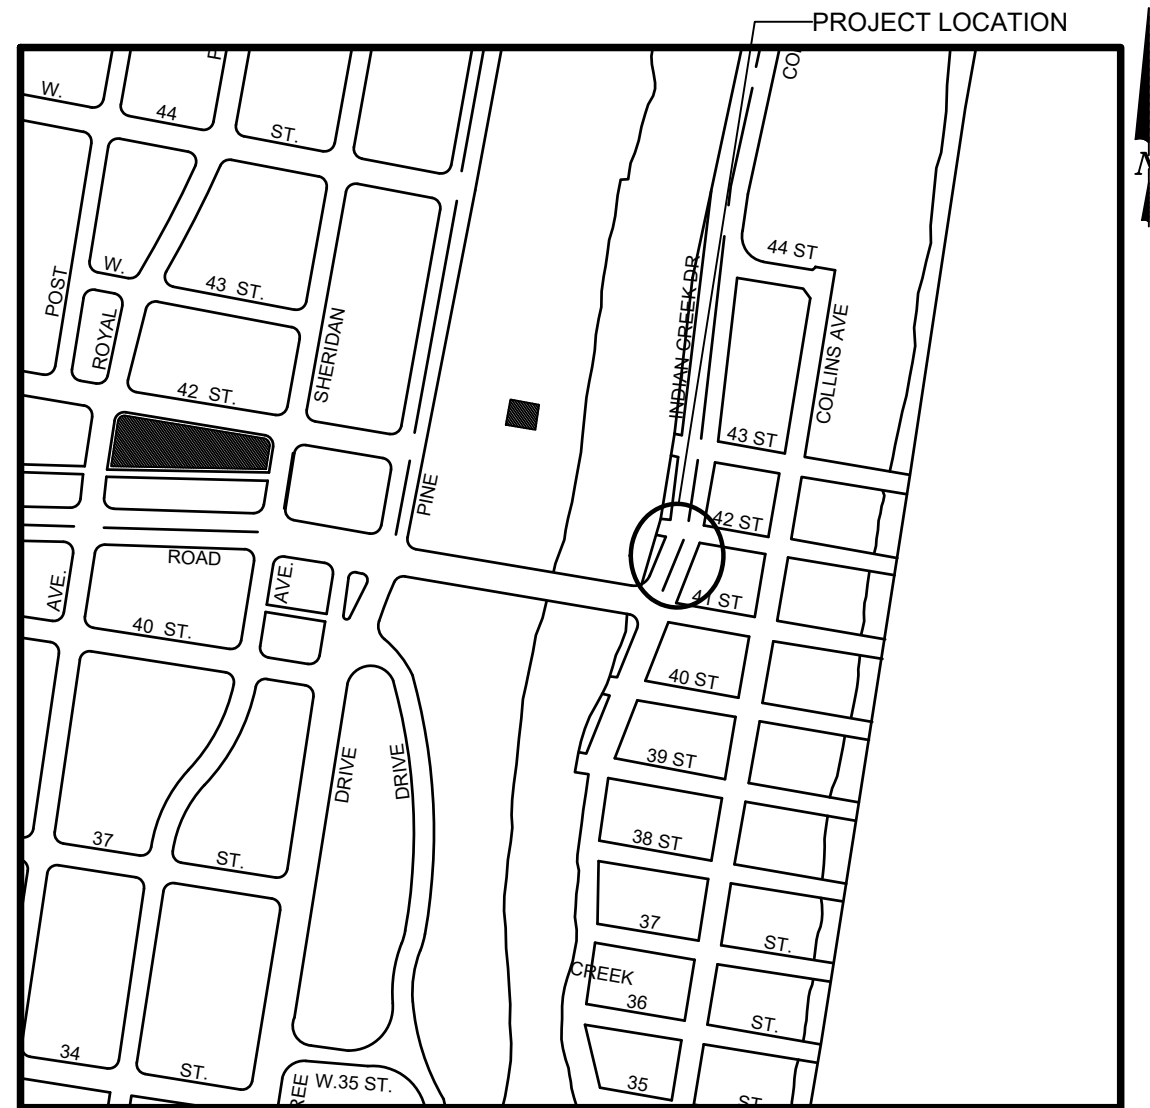 PROJECT LOCATION
W.
44
ST.
44 ST
N
W.
43 ST.
POST
ROYAL
SHERIDAN
INDIAN CREEK DR.
COLLINS AVE
42 ST.
43 ST
PINE
42 ST
ROAD
AVE.
AVE.
41 ST
40 ST.
40 ST
39 ST
DRIVE
DRIVE
37
ST.
38 ST
37
ST.
CREEK
36
ST.
34
ST.
W.35 ST.
35
ST